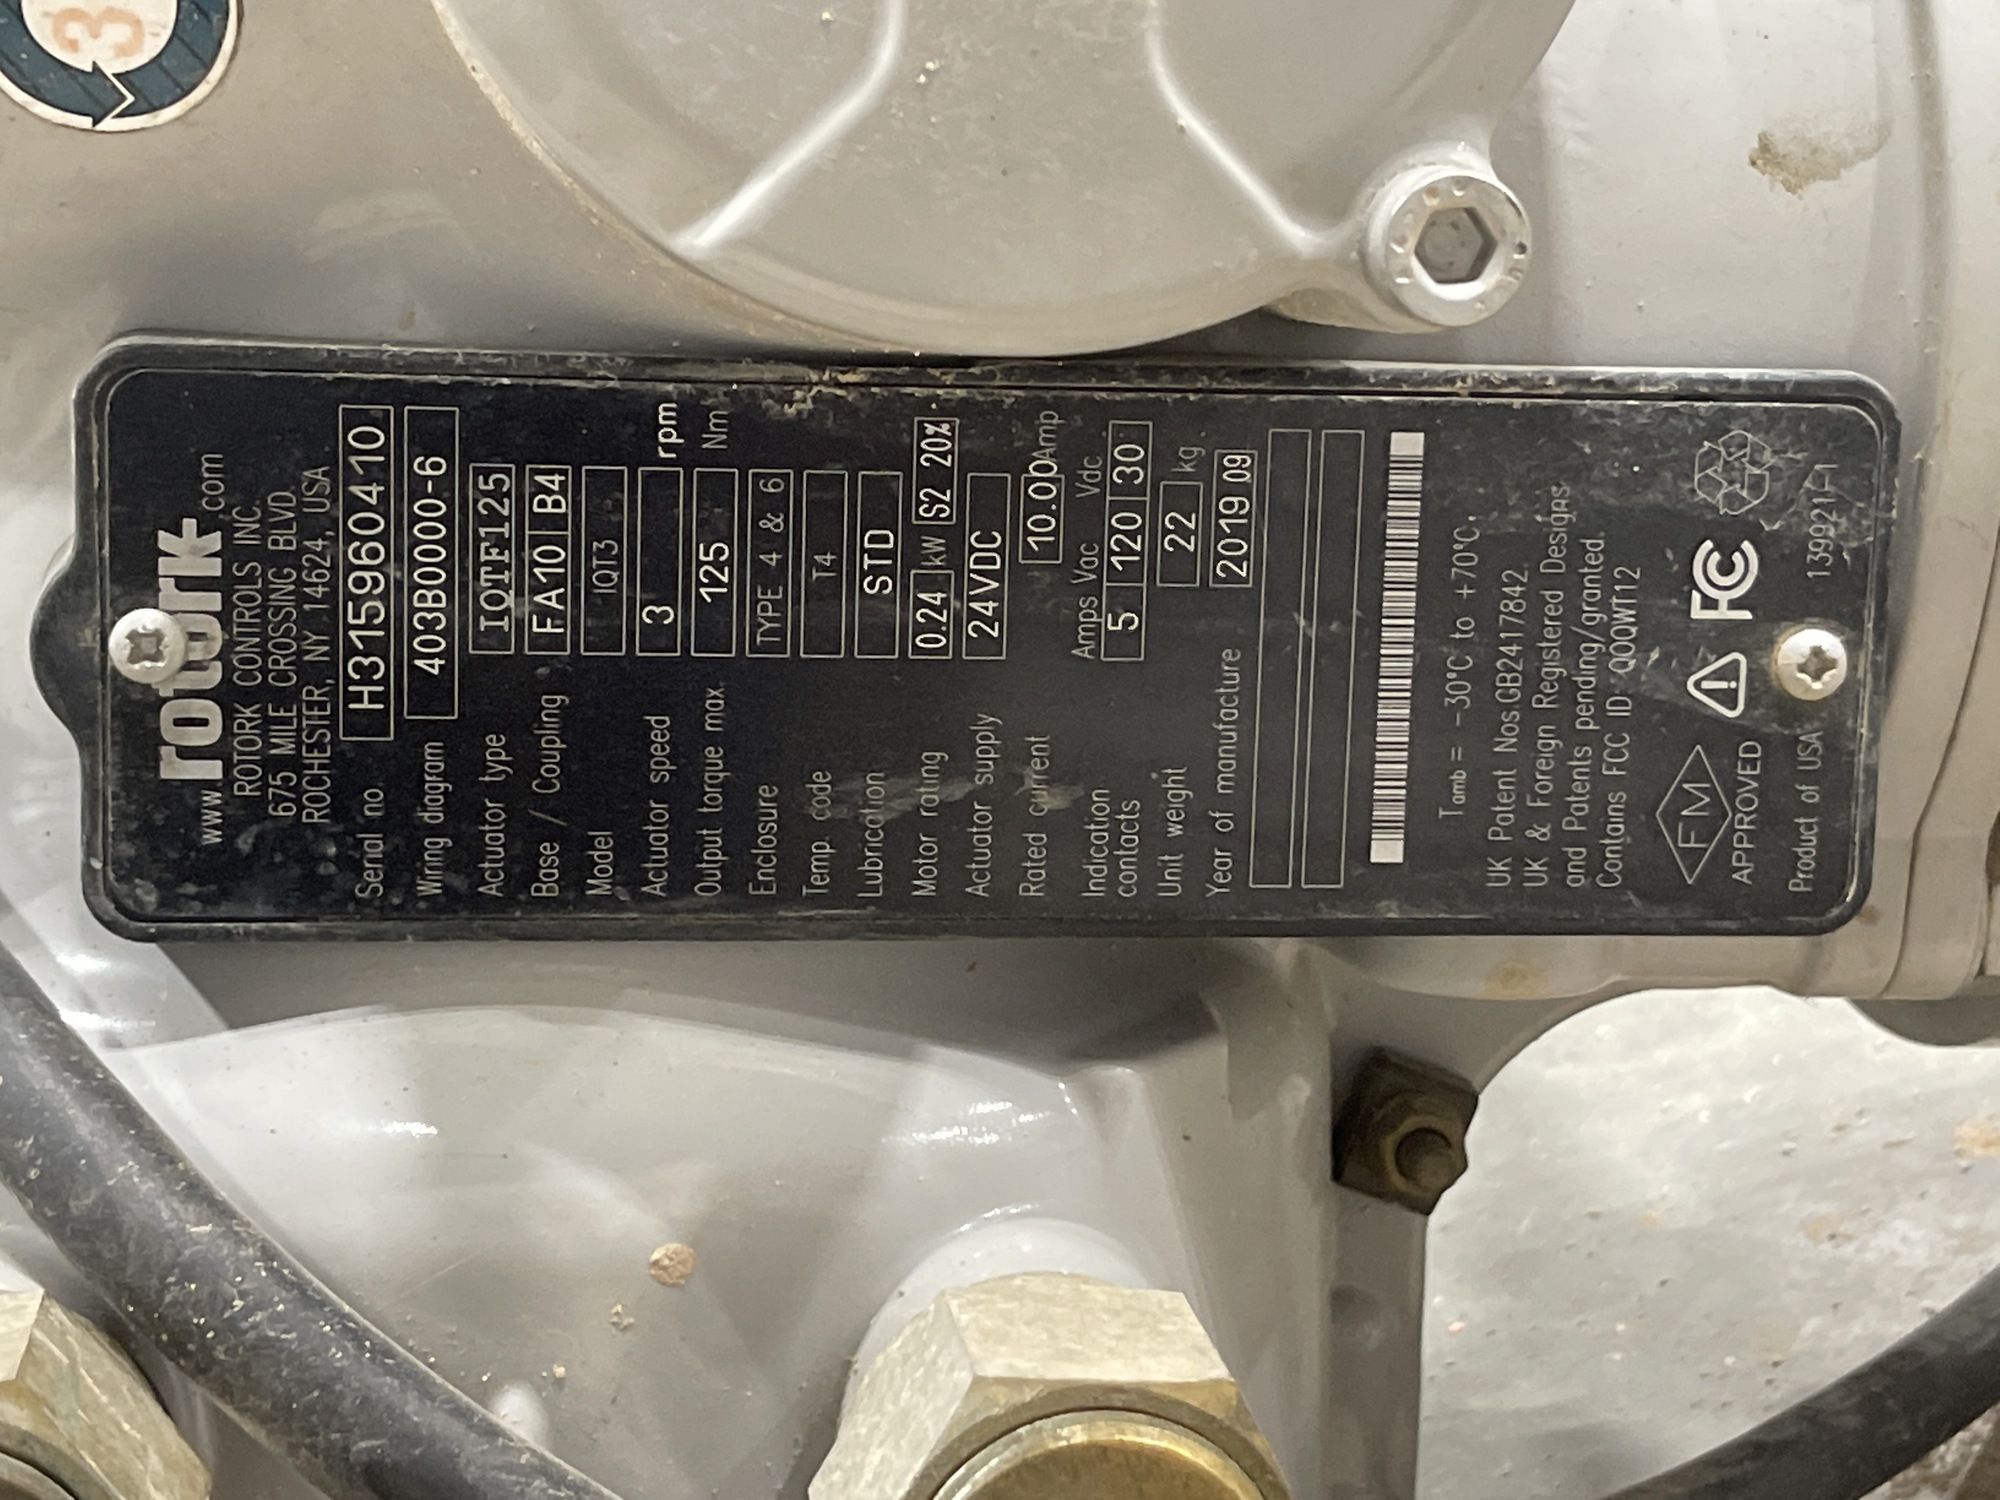 3
www.rotork.com
ROTORK CONTROLS INC.
675 MILE CROSSING BLVD.
ROCHESTER, NY 14624, USA
Serial no. H3159604 10
Wiring diagram 403B0000-6
Actuator type IQTF125
Base / Coupling FA10 B4
Model IQT3
Actuator speed 3 rpm
Output torque max. 125 Nm
Enclosure TYPE 4 & 6
Temp. code T4
Lubrication STD
Motor rating 0.24 kW S2 20%
Actuator supply 24VDC
Rated current 10.00 Amp
Amps Vac Vdc
Indication contacts 5 120 30
Unit weight 22 kg.
Year of manufacture 2019 09
Tamb = -30°C to +70°C.
UK Patent Nos.GB2417842.
UK & Foreign Registered Designs
and Patents pending/granted.
Contains FCC ID QOQWT12
FM
APPROVED
FC
Product of USA
139921/-1